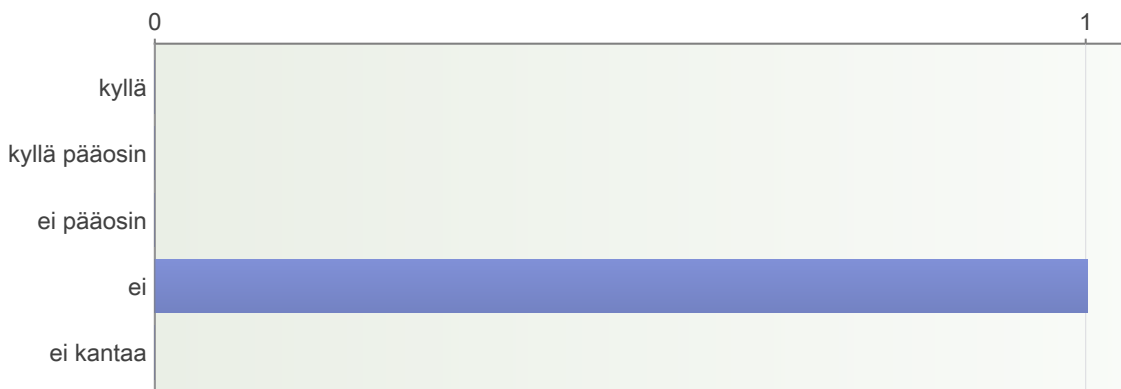 0 1
kyllä
kyllä pääosin
ei pääosin
ei
ei kantaa